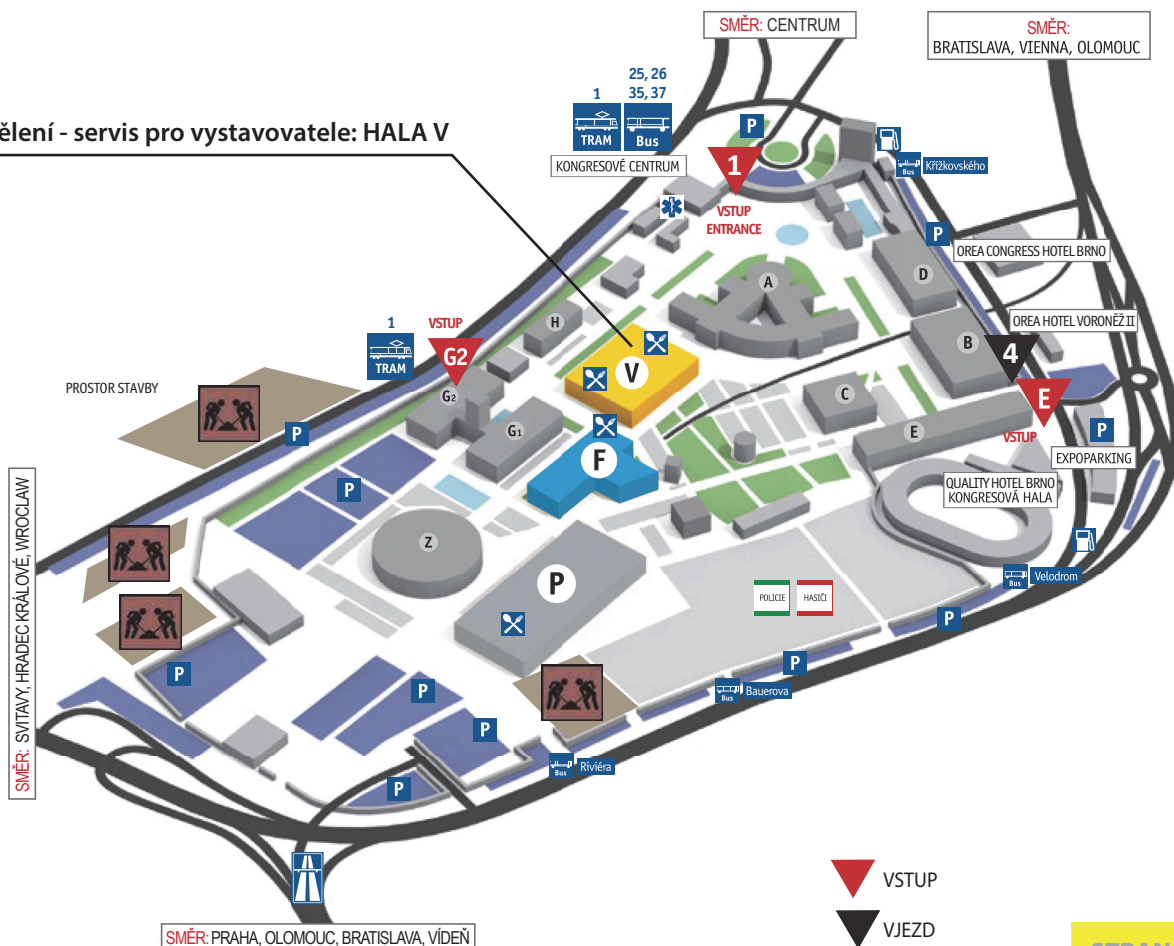 SMĚR: CENTRUM
SMĚR:
BRATISLAVA, VIENNA, OLOMOUC
25, 26
35, 37
1
TRAM
Bus
KONGRESOVÉ CENTRUM
ělení - servis pro vystavovatele: HALA V
P
1
VSTUP
ENTRANCE
Bus
Křížkovského
P
OREA CONGRESS HOTEL BRNO
D
A
OREA HOTEL VORONĚŽ II
B
4
H
V
1
TRAM
VSTUP
G2
G2
G1
C
E
E
VSTUP
P
EXPOPARKING
QUALITY HOTEL BRNO
KONGRESOVÁ HALA
PROSTOR STAVBY
P
P
F
Z
P
POLICIE
HASIČI
Bus
Velodrom
P
P
Bus
Bauerova
SMĚR: SVITAVY, HRADEC KRÁLOVÉ, WROCLAW
P
P
P
P
Bus
Riviéra
SMĚR: PRAHA, OLOMOUC, BRATISLAVA, VÍDEŇ
VSTUP
VJEZD